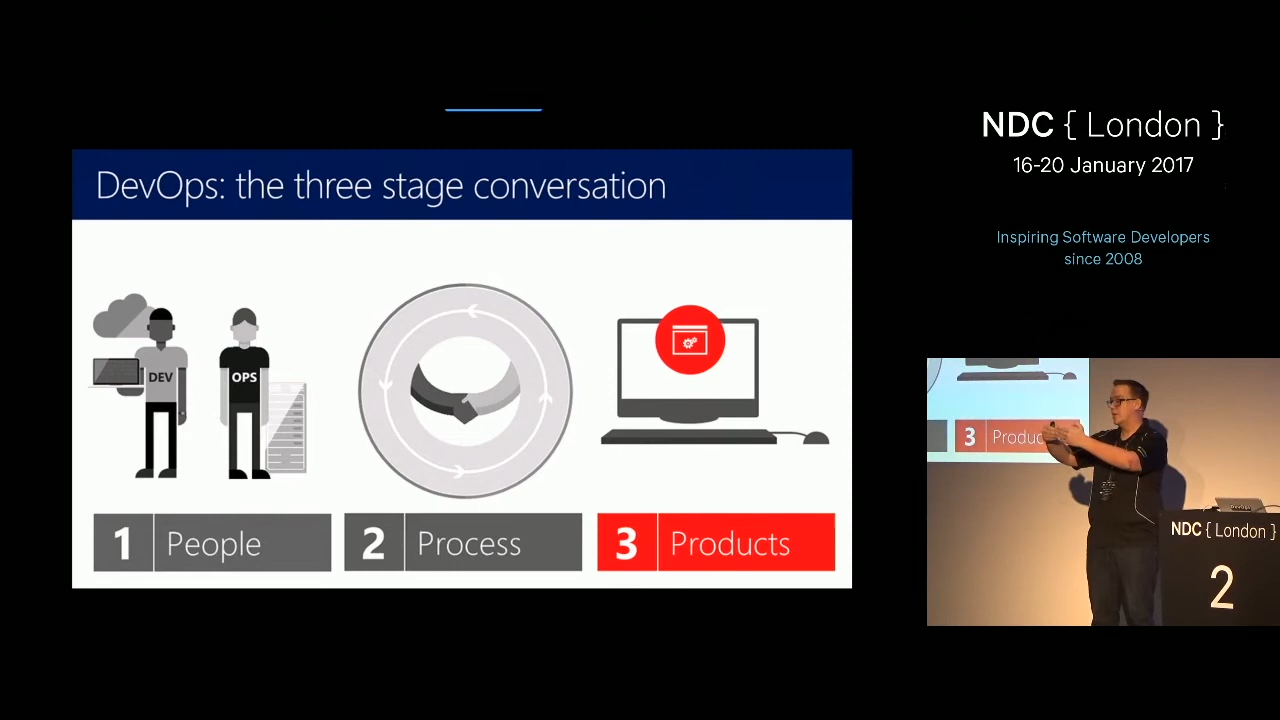 DevOps: the three stage conversation
DEV
OPS
1 People
2 Process
3 Products
NDC { London }
16-20 January 2017
Inspiring Software Developers
since 2008
3 Produc
NDC { London }
2